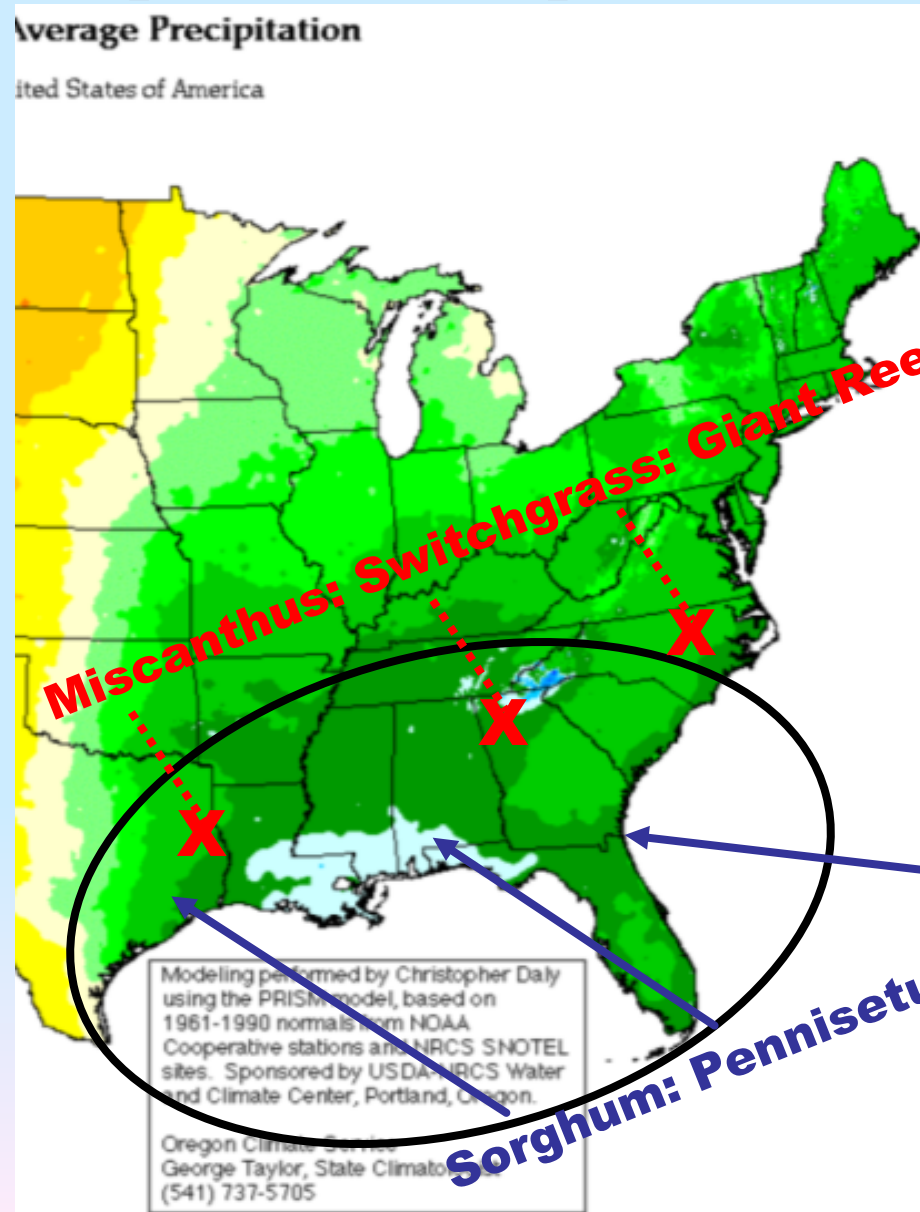 Average Precipitation
ited States of America
Miscanthus: Switchgrass: Giant Ree
X
X
X
Modeling performed by Christopher Daly
using the PRISM model, based on
1961-1990 normals from NOAA
Cooperative stations and NRCS SNOTEL
sites. Sponsored by USDA-NRCS Water
and Climate Center, Portland, Oregon.
Oregon Climate Service
George Taylor, State Climatologist
(541) 737-5705
Sorghum: Pennisetu